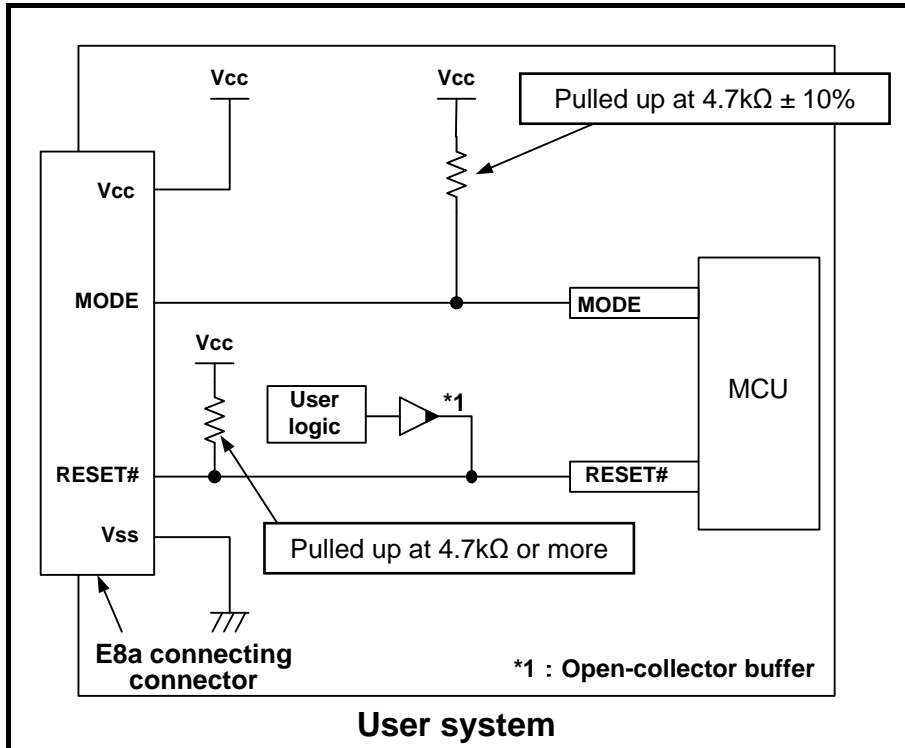 Vcc
Vcc
Pulled up at 4.7kΩ ± 10%
Vcc
MODE
MODE
Vcc
User
logic
*1
MCU
RESET#
RESET#
Vss
Pulled up at 4.7kΩ or more
E8a connecting
connector
*1 : Open-collector buffer
User system